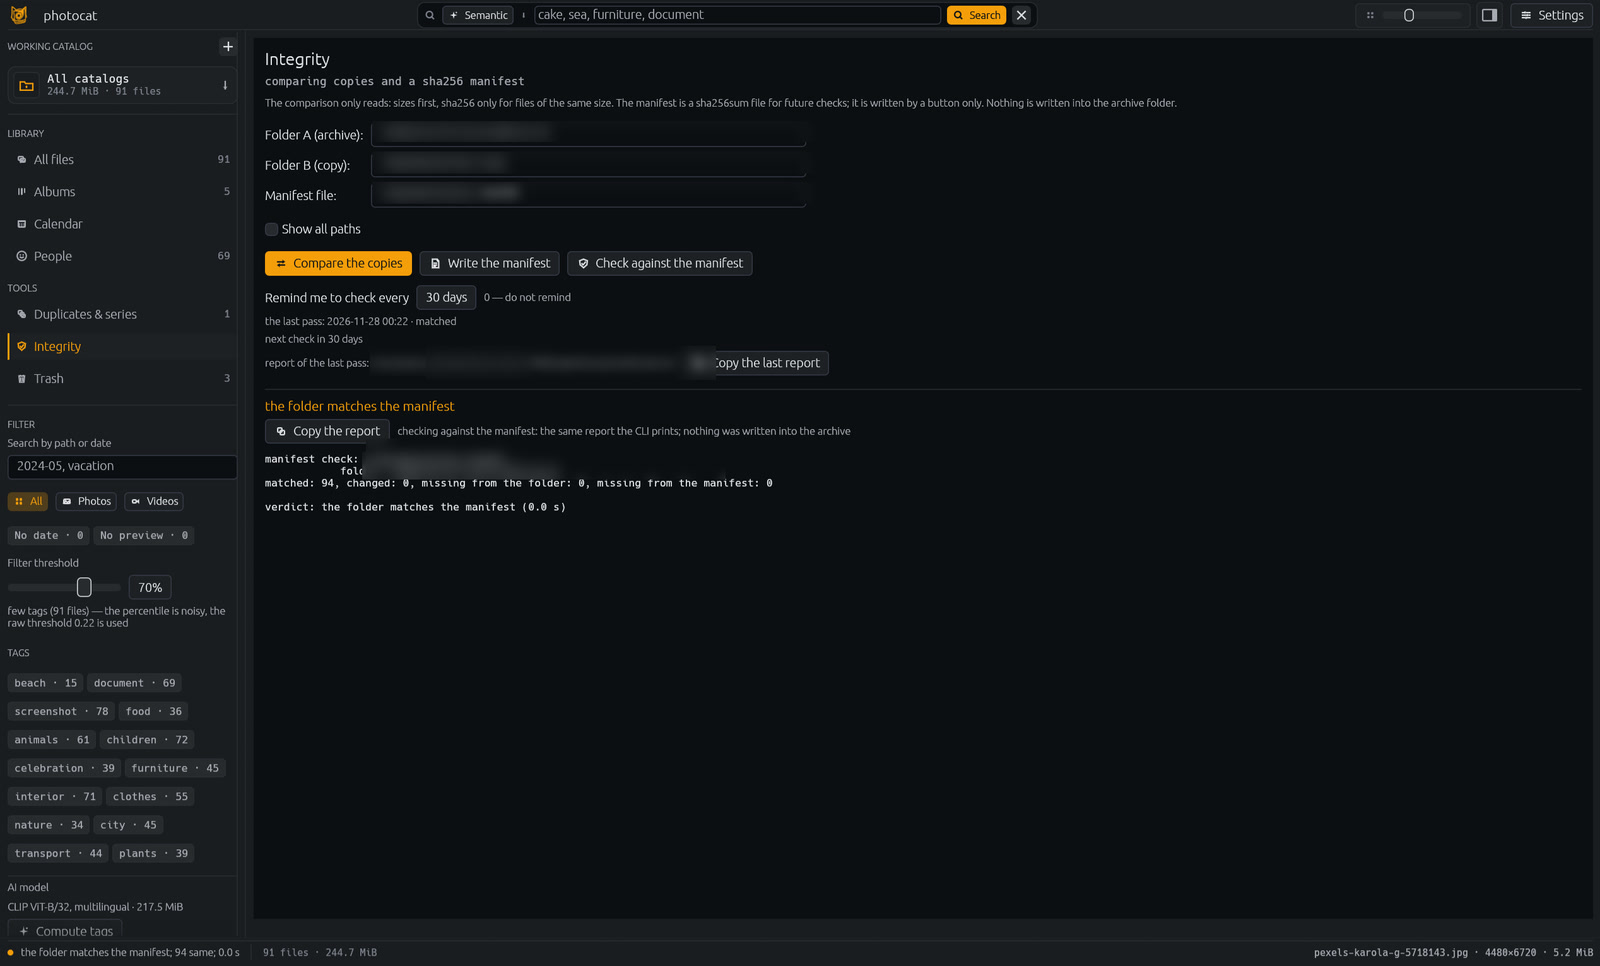 photocat
Semantic
cake, sea, furniture, document
Search
Settings
WORKING CATALOG
All catalogs
244.7 MiB · 91 files
LIBRARY
All files 91
Albums 5
Calendar
People 69
TOOLS
Duplicates & series 1
Integrity
Trash 3
FILTER
Search by path or date
2024-05, vacation
All Photos Videos
No date · 0 No preview · 0
Filter threshold
70%
few tags (91 files) — the percentile is noisy, the
raw threshold 0.22 is used
TAGS
beach · 15 document · 69
screenshot · 78 food · 36
animals · 61 children · 72
celebration · 39 furniture · 45
interior · 71 clothes · 55
nature · 34 city · 45
transport · 44 plants · 39
AI model
CLIP ViT-B/32, multilingual · 217.5 MiB
Compute tags
Integrity
comparing copies and a sha256 manifest
The comparison only reads: sizes first, sha256 only for files of the same size. The manifest is a sha256sum file for future checks; it is written by a button only. Nothing is written into the archive folder.
Folder A (archive):
Folder B (copy):
Manifest file:
Show all paths
Compare the copies Write the manifest Check against the manifest
Remind me to check every 30 days 0 — do not remind
the last pass: 2026-11-28 00:22 · matched
next check in 30 days
report of the last pass: Copy the last report
the folder matches the manifest
Copy the report checking against the manifest: the same report the CLI prints; nothing was written into the archive
manifest check:
matched: 94, changed: 0, missing from the folder: 0, missing from the manifest: 0
verdict: the folder matches the manifest (0.0 s)
the folder matches the manifest; 94 same; 0.0 s 91 files · 244.7 MiB pexels-karola-g-5718143.jpg · 4480×6720 · 5.2 MiB